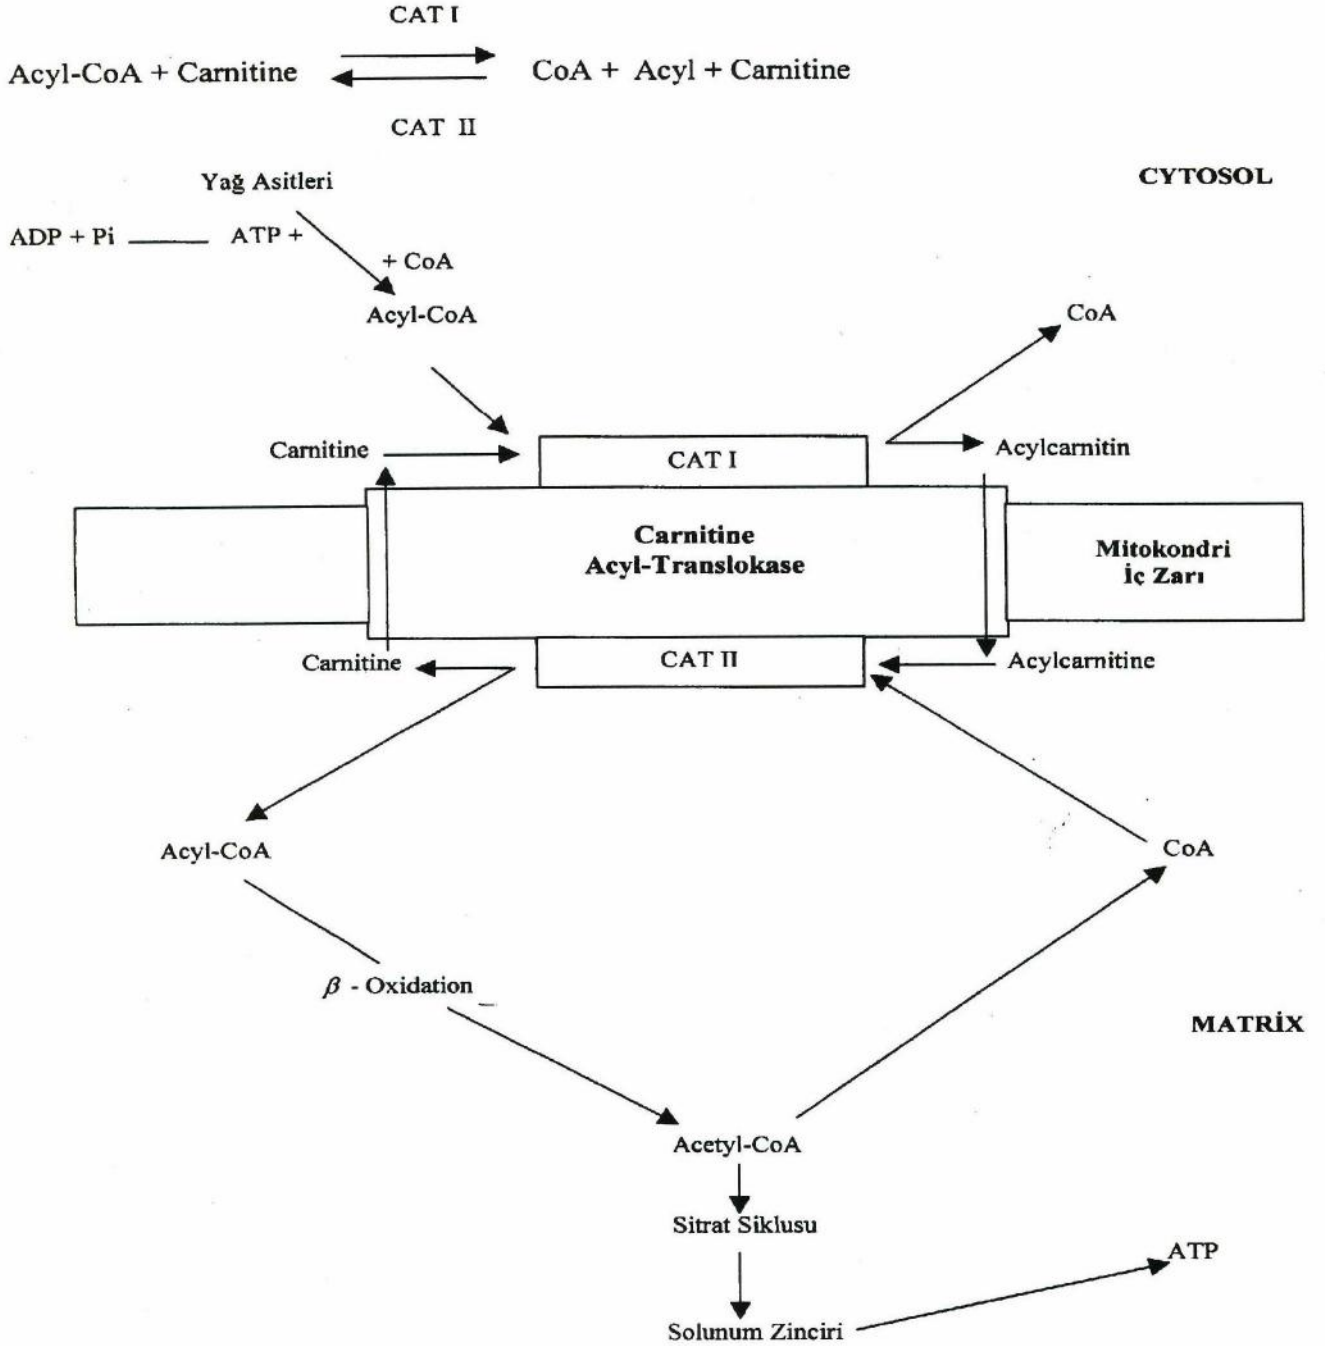 CAT I
Acyl-CoA + Carnitine
CoA + Acyl + Carnitine
CAT II
CYTOSOL
Yağ Asitleri
ADP + Pi
ATP +
+ CoA
Acyl-CoA
CoA
Carnitine
CAT I
Acylcarnitin
Carnitine
Acyl-Translokase
Mitokondri
İç Zarı
Carnitine
CAT II
Acylcarnitine
Acyl-CoA
CoA
β - Oxidation
MATRİX
Acetyl-CoA
Sitrat Siklusu
ATP
Solunum Zinciri